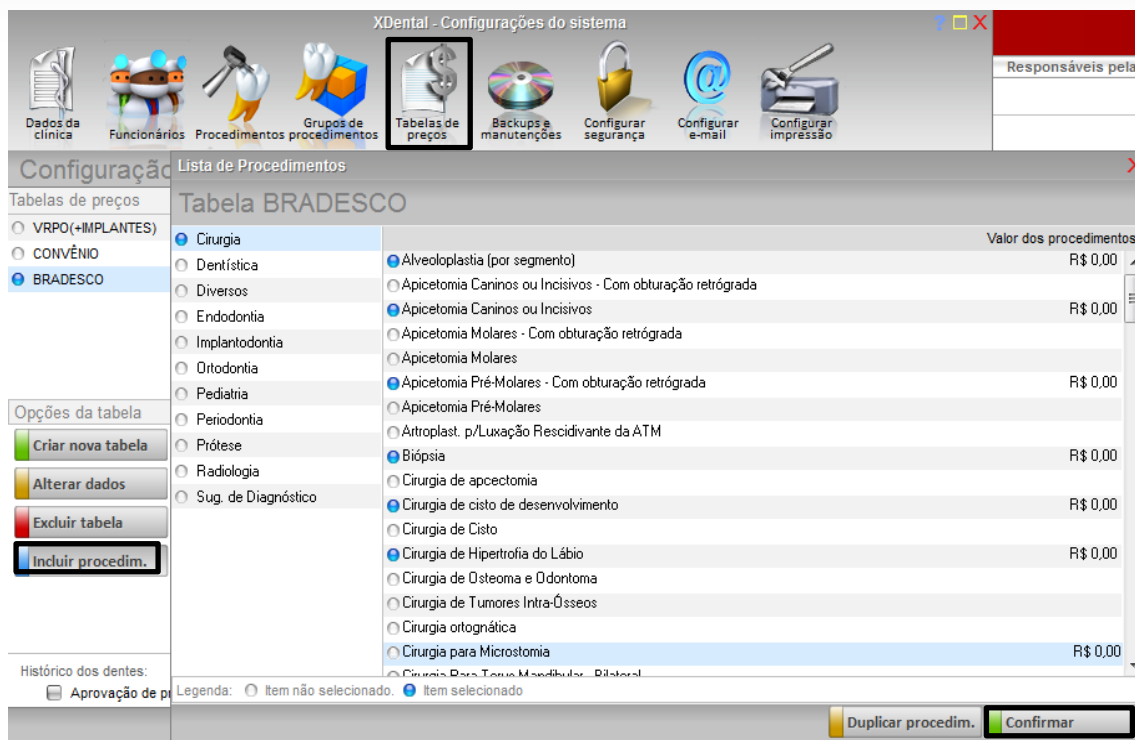 XDental - Configurações do sistema
? X
Responsáveis pela
Dados da clínica
Funcionários
Procedimentos
Grupos de procedimentos
Tabelas de preços
Backups e manutenções
Configurar segurança
Configurar e-mail
Configurar impressão
Configuração
Tabelas de preços
VRPO(+IMPLANTES)
CONVÊNIO
BRADESCO
Opções da tabela
Criar nova tabela
Alterar dados
Excluir tabela
Incluir procedim.
Histórico dos dentes:
Aprovação de
Lista de Procedimentos X
Tabela BRADESCO
Cirurgia
Dentística
Diversos
Endodontia
Implantodontia
Ortodontia
Pediatria
Periodontia
Prótese
Radiologia
Sug. de Diagnóstico
Valor dos procedimentos
Alveoloplastia (por segmento) R$ 0,00
Apicetomia Caninos ou Incisivos - Com obturação retrógrada
Apicetomia Caninos ou Incisivos R$ 0,00
Apicetomia Molares - Com obturação retrógrada
Apicetomia Molares
Apicetomia Pré-Molares - Com obturação retrógrada R$ 0,00
Apicetomia Pré-Molares
Artroplast. p/Luxação Rescidivante da ATM
Biópsia R$ 0,00
Cirurgia de apcectomia
Cirurgia de cisto de desenvolvimento R$ 0,00
Cirurgia de Cisto
Cirurgia de Hipertrofia do Lábio R$ 0,00
Cirurgia de Osteoma e Odontoma
Cirurgia de Tumores Intra-Ósseos
Cirurgia ortognática
Cirurgia para Microstomia R$ 0,00
Cirurgia Para Torus Mandibular - Bilateral
Legenda: Item não selecionado. Item selecionado
Duplicar procedim.
Confirmar